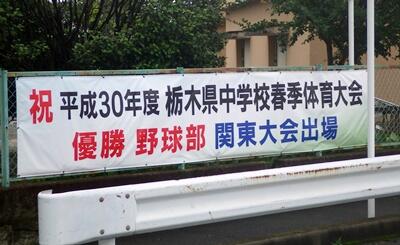 祝 平成30年度 栃木県中学校春季体育大会
優勝 野球部 関東大会出場